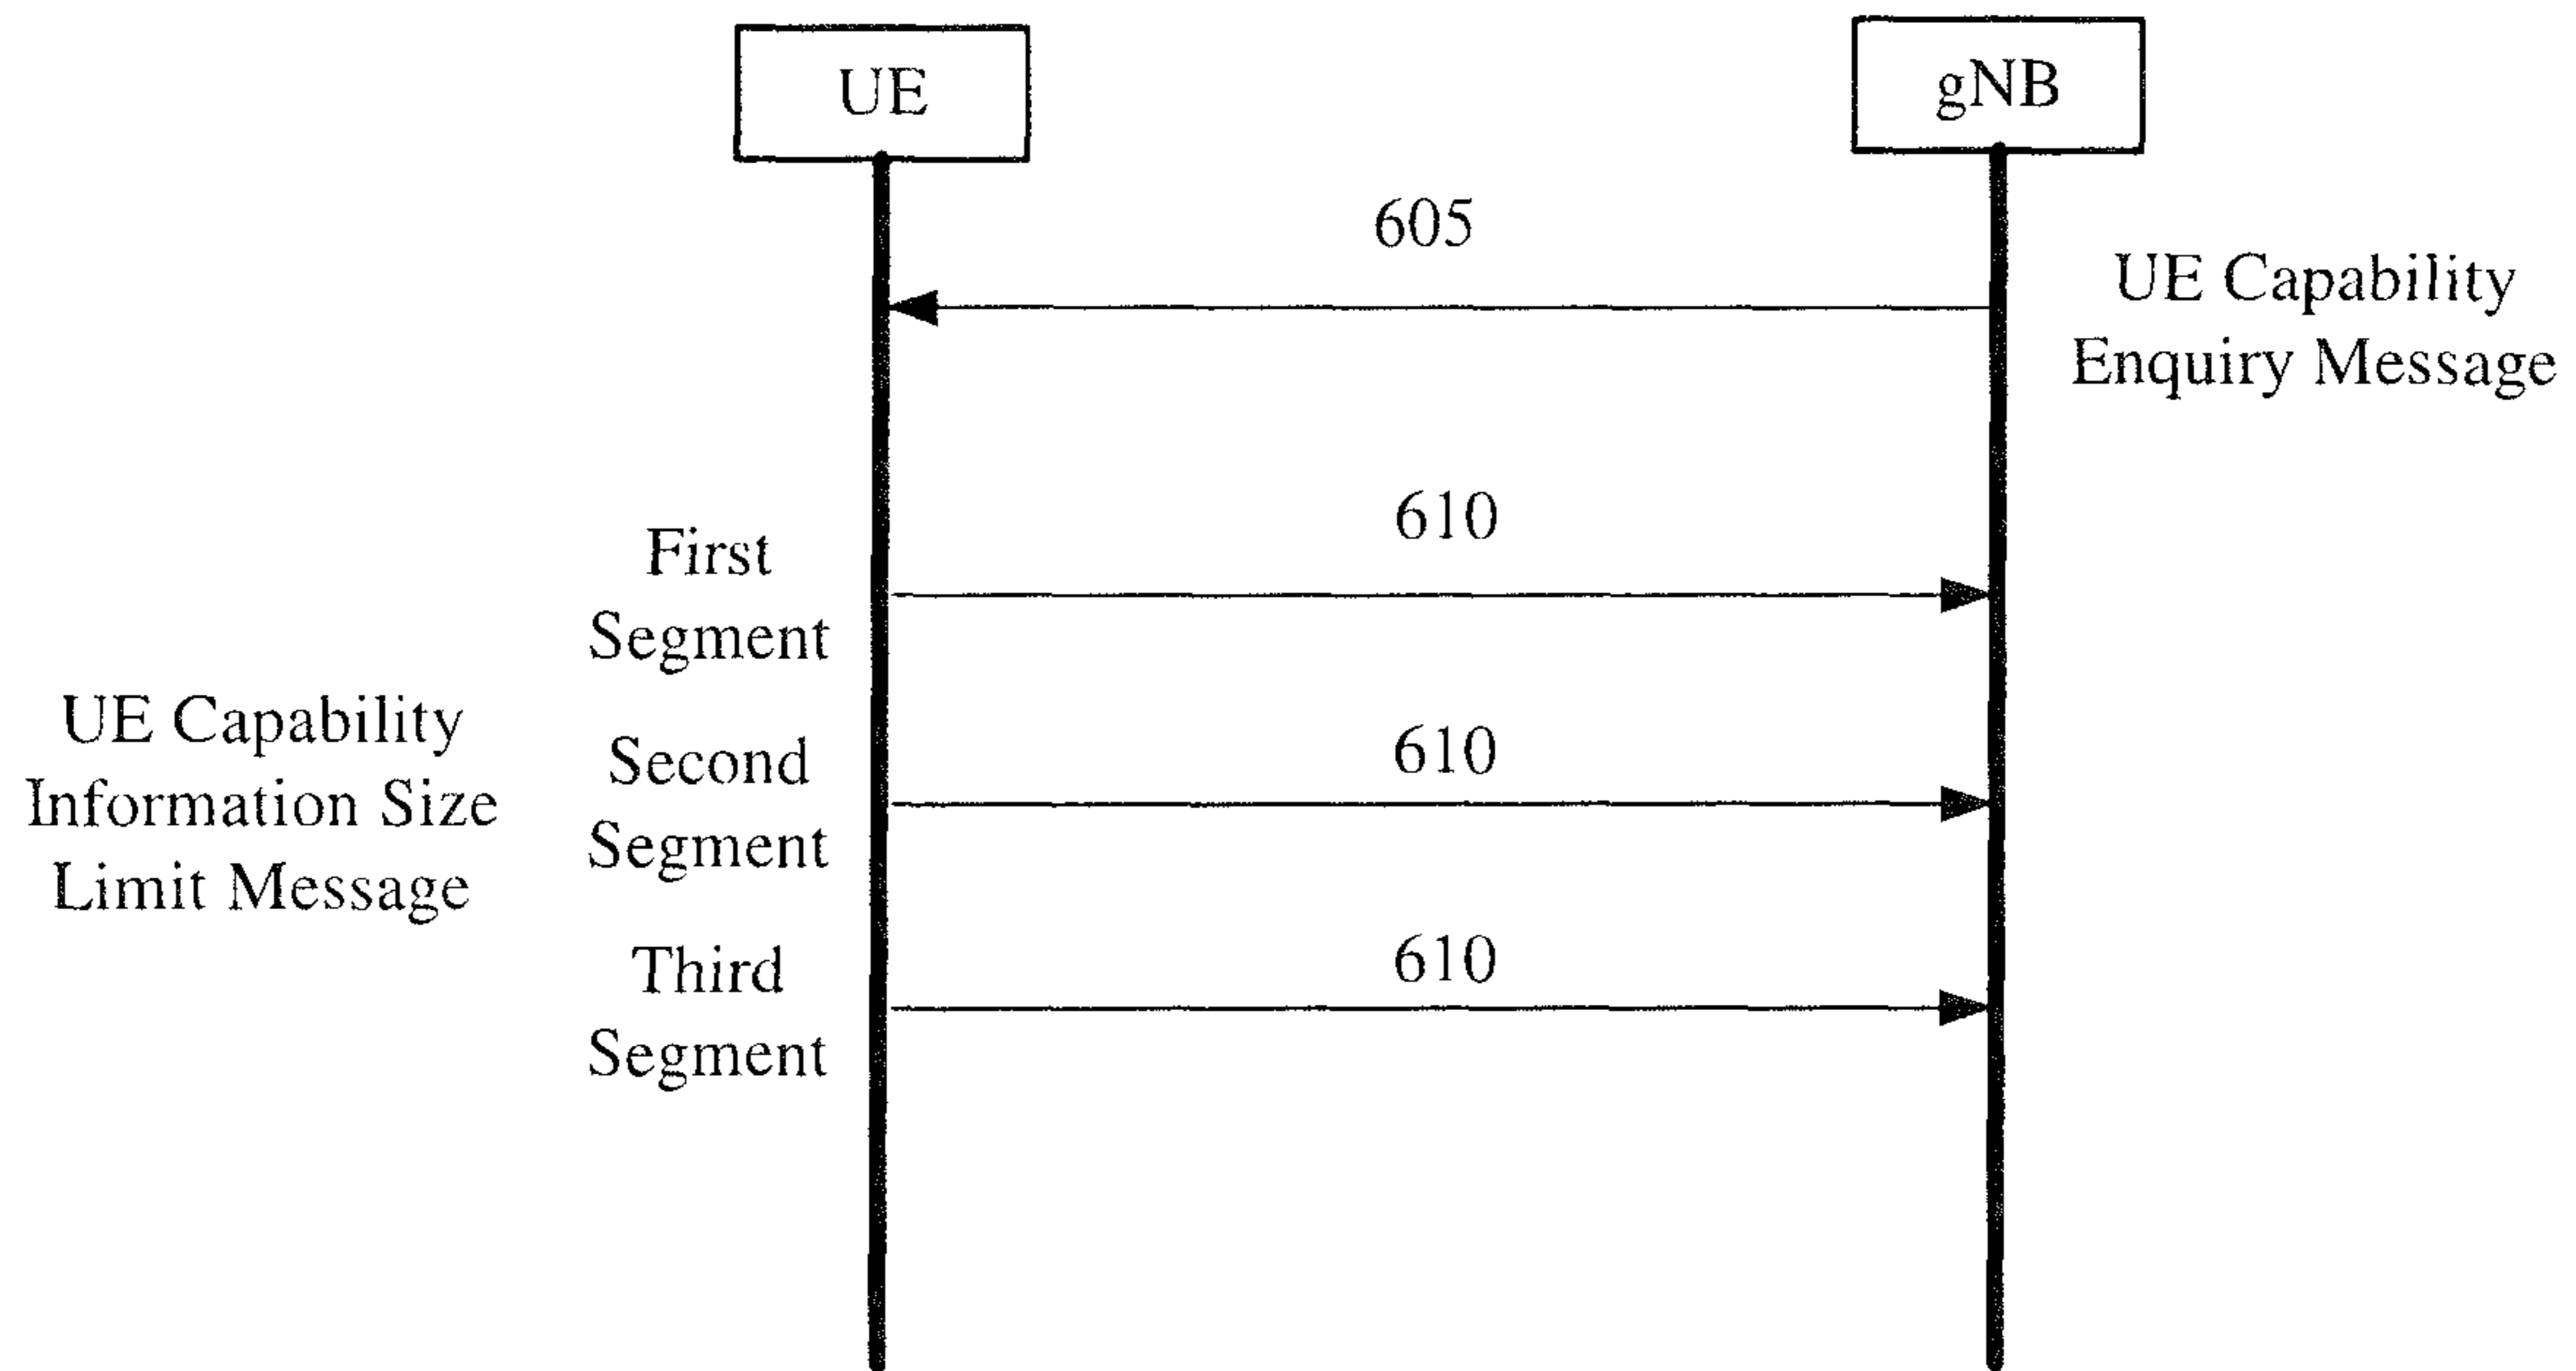 UE
gNB
605
UE Capability
Enquiry Message
610
First
Segment
UE Capability
Information Size
Limit Message
610
Second
Segment
610
Third
Segment